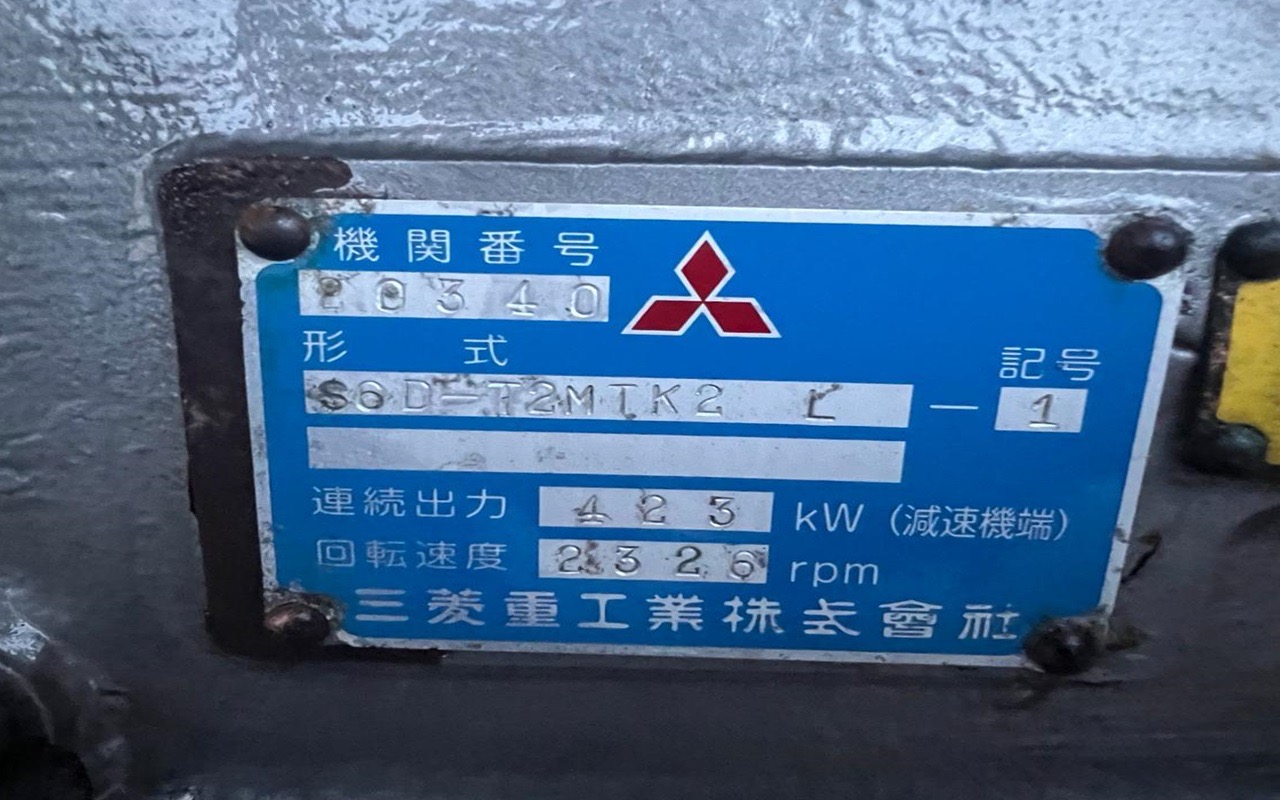 機関番号
20340
形式 記号
S6D-T2MTK2 L - 1
連続出力 423 kW (減速機端)
回転速度 2326 rpm
三菱重工業株式會社